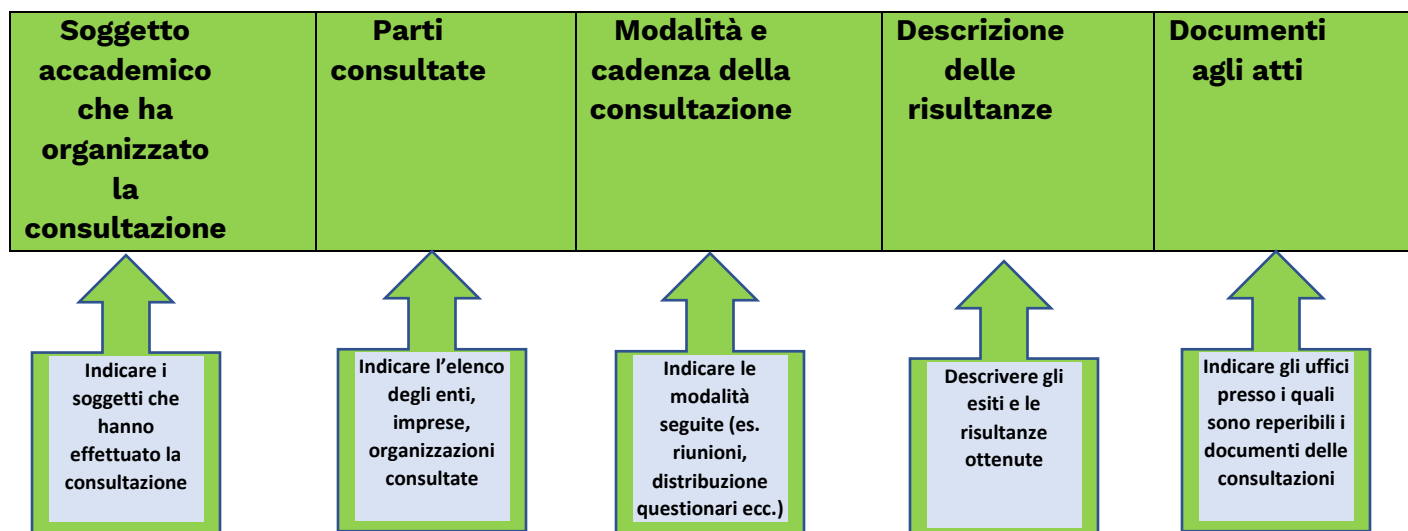 Soggetto
accademico
che ha
organizzato
la
consultazione
Parti
consultate
Modalità e
cadenza della
consultazione
Descrizione
delle
risultanze
Documenti
agli atti
Indicare i
soggetti che
hanno
effettuato la
consultazione
Indicare l’elenco
degli enti,
imprese,
organizzazioni
consultate
Indicare le
modalità
seguite (es.
riunioni,
distribuzione
questionari ecc.)
Descrivere gli
esiti e le
risultanze
ottenute
Indicare gli uffici
presso i quali
sono reperibili i
documenti delle
consultazioni